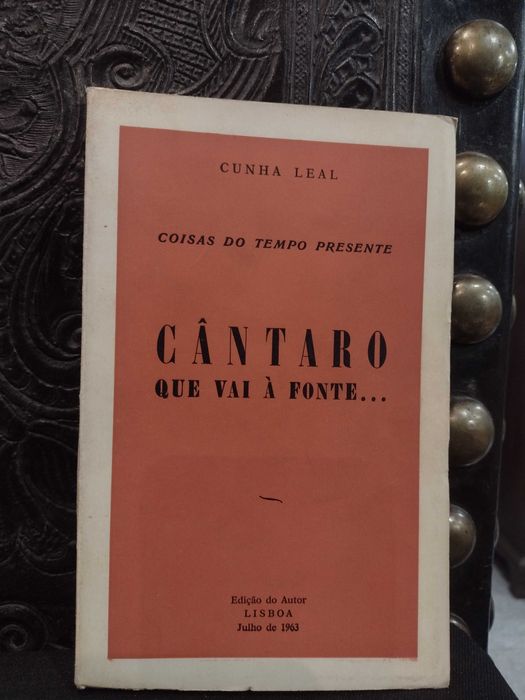 CUNHA LEAL
COISAS DO TEMPO PRESENTE
CÂNTARO
QUE VAI À FONTE...
Edição do Autor
LISBOA
Julho de 1963